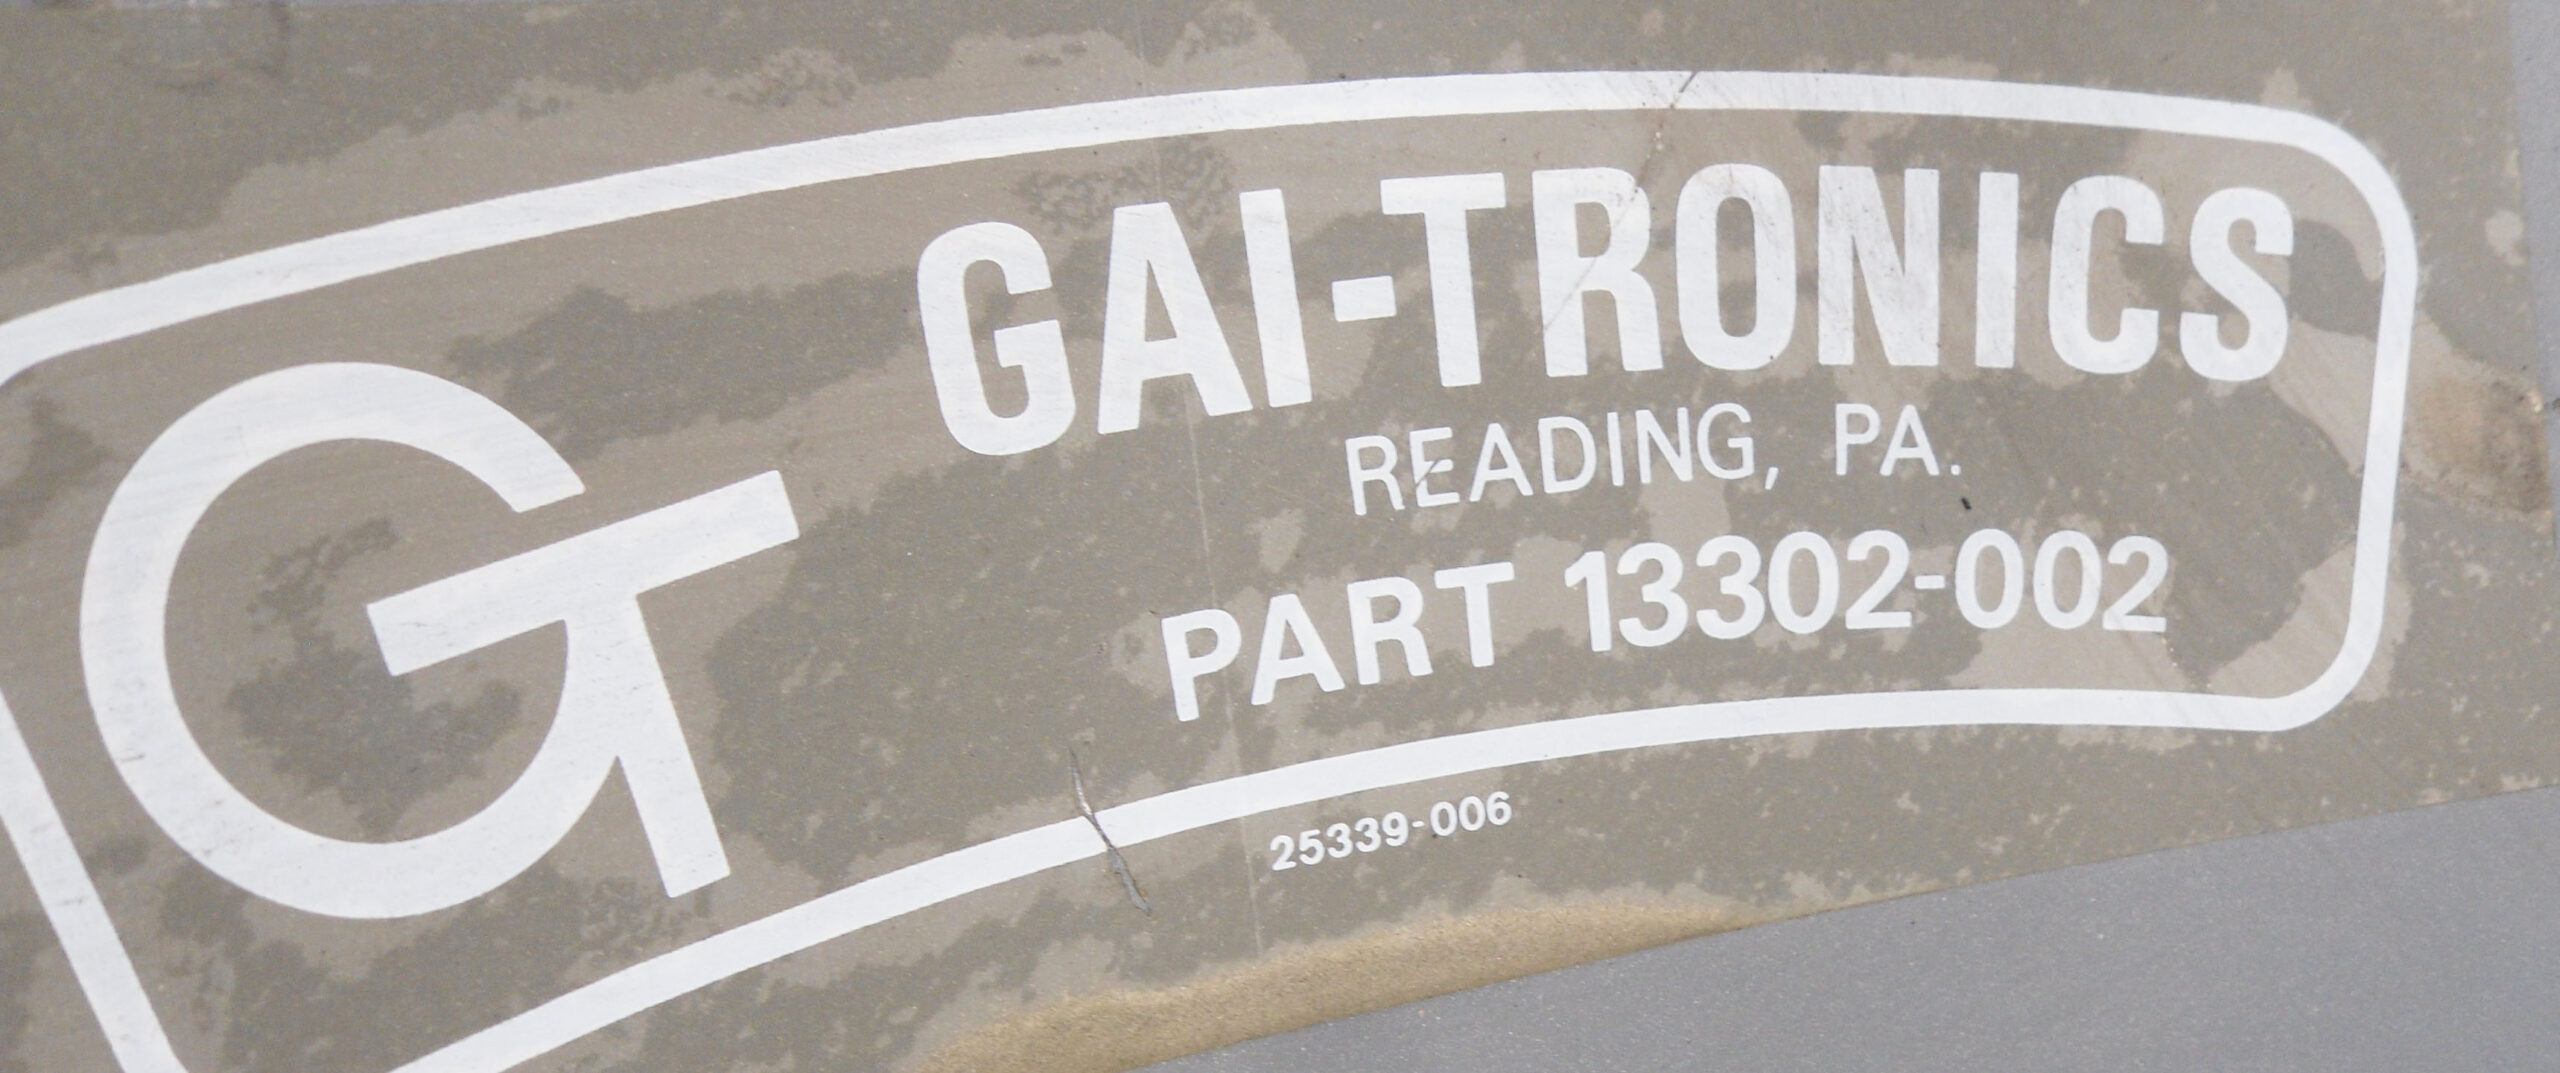 GT
GAI-TRONICS
READING, PA.
PART 13302-002
25339-006